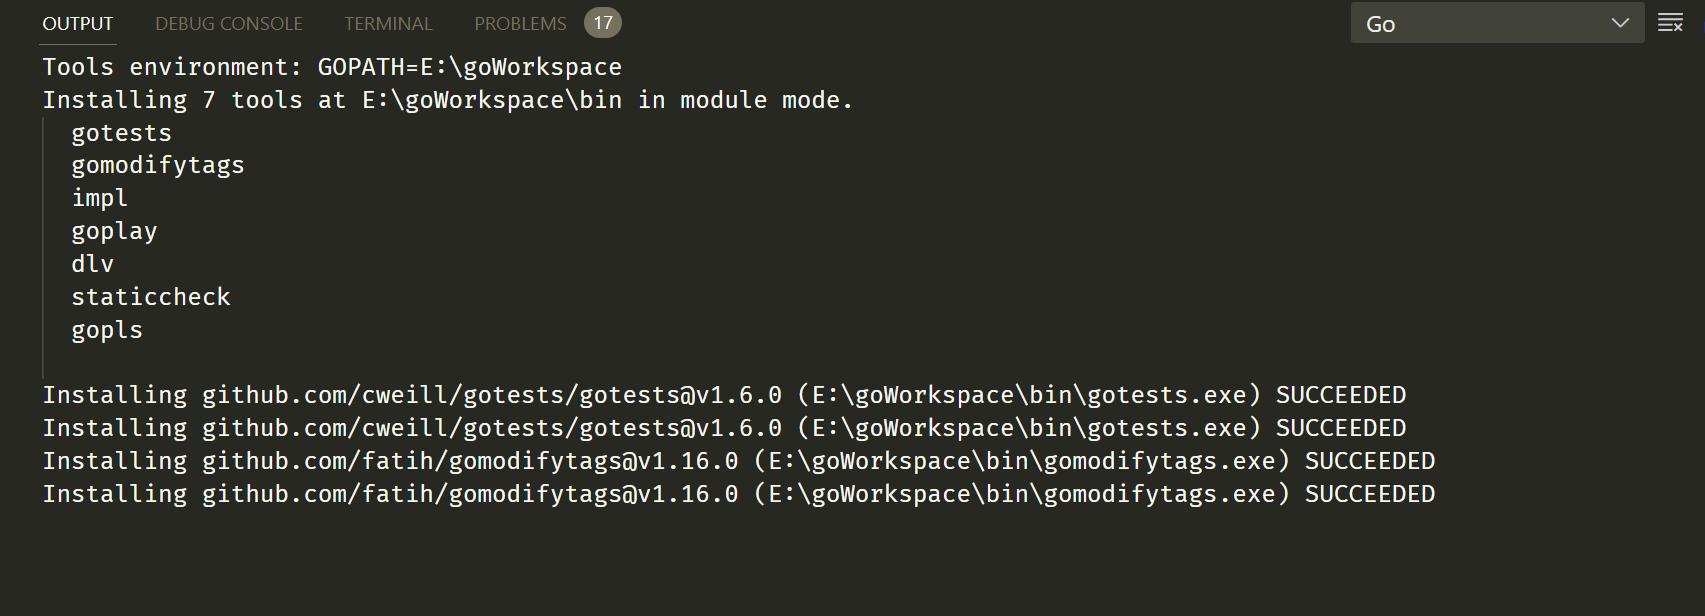 OUTPUT DEBUG CONSOLE TERMINAL PROBLEMS 17 Go
Tools environment: GOPATH=E:\goWorkspace
Installing 7 tools at E:\goWorkspace\bin in module mode.
gotests
gomodifytags
impl
goplay
dlv
staticcheck
gopls
Installing github.com/cweill/gotests/gotests@v1.6.0 (E:\goWorkspace\bin\gotests.exe) SUCCEEDED
Installing github.com/cweill/gotests/gotests@v1.6.0 (E:\goWorkspace\bin\gotests.exe) SUCCEEDED
Installing github.com/fatih/gomodifytags@v1.16.0 (E:\goWorkspace\bin\gomodifytags.exe) SUCCEEDED
Installing github.com/fatih/gomodifytags@v1.16.0 (E:\goWorkspace\bin\gomodifytags.exe) SUCCEEDED